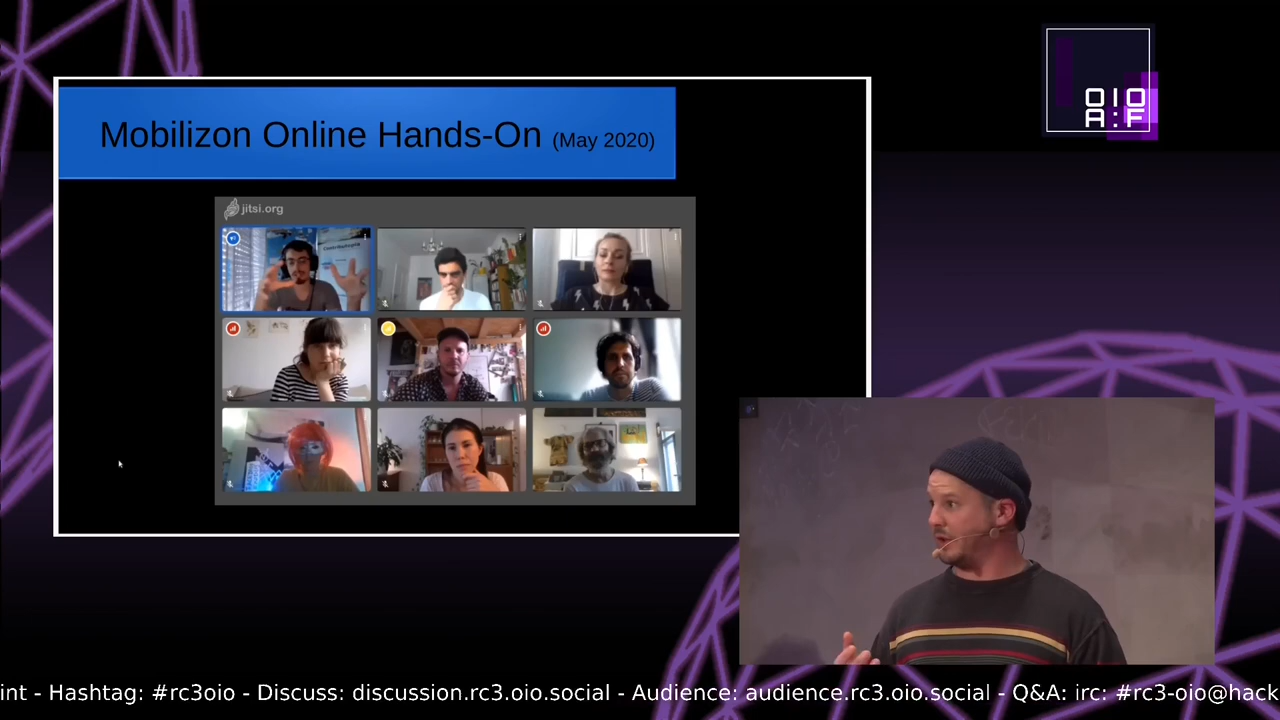 OIO
A:F
Mobilizon Online Hands-On (May 2020)
jitsi.org
int - Hashtag: #rc3oio - Discuss: discussion.rc3.oio.social - Audience: audience.rc3.oio.social - Q&A: irc: #rc3-oio@hack